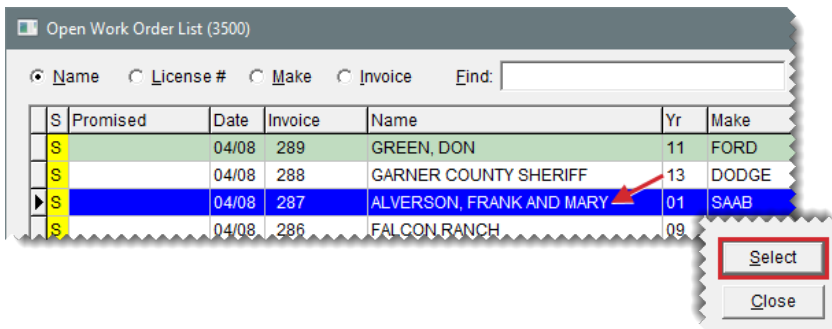 Open Work Order List (3500)
Name License # Make Invoice Find:
S Promised Date Invoice Name Yr Make
S 04/08 289 GREEN, DON 11 FORD
S 04/08 288 GARNER COUNTY SHERIFF 13 DODGE
S 04/08 287 ALVERSON, FRANK AND MARY 01 SAAB
S 04/08 286 FALCON RANCH 09
Select
Close